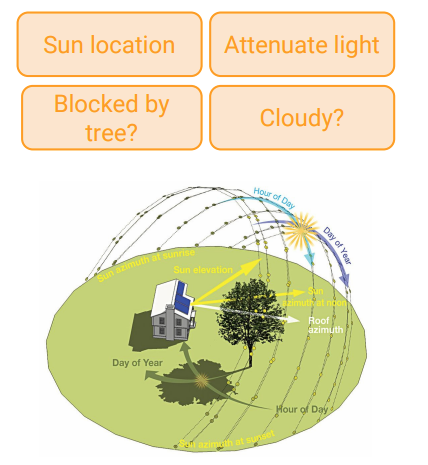 Sun location
Attenuate light
Blocked by
tree?
Cloudy?
Hour of Day
Day of Year
Sun azimuth at sunrise
Sun elevation
Sun
azimuth at noon
Roof
azimuth
Day of Year
Hour of Day
Sun azimuth at sunset